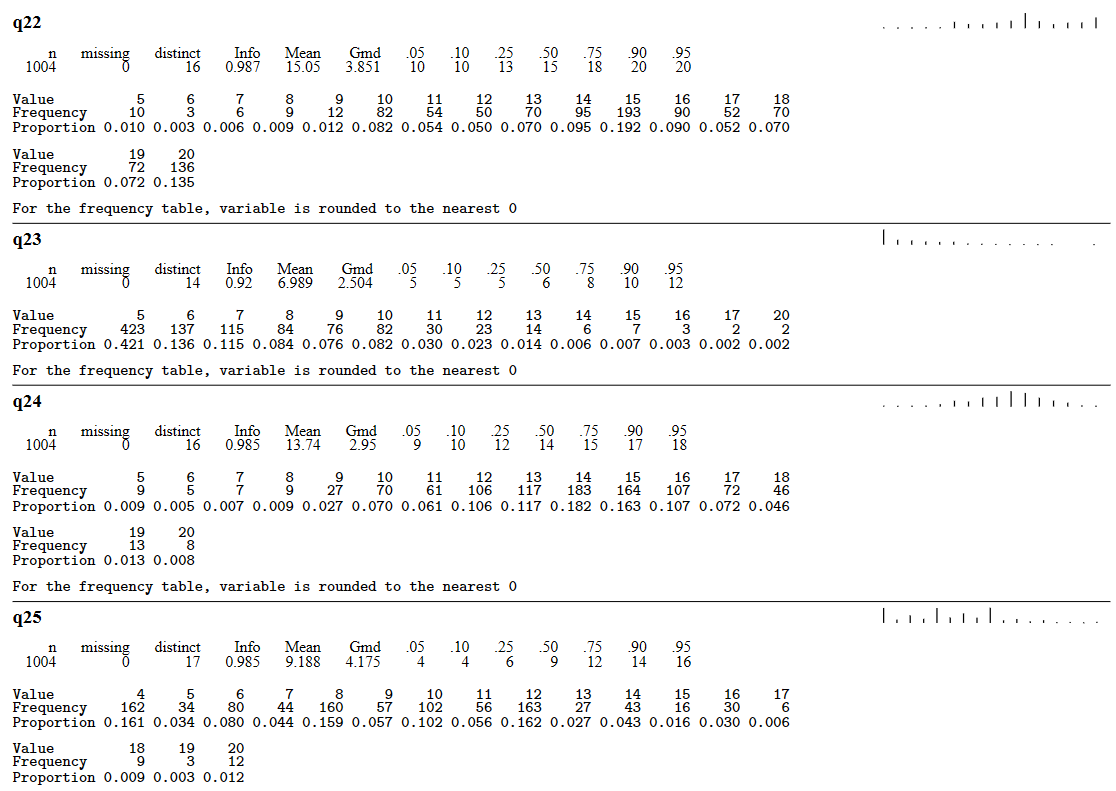 q22
n missing distinct Info Mean Gmd .05 .10 .25 .50 .75 .90 .95
1004 0 16 0.987 15.05 3.851 10 10 13 15 18 20 20
Value 5 6 7 8 9 10 11 12 13 14 15 16 17 18
Frequency 10 3 6 9 12 82 54 50 70 95 193 90 52 70
Proportion 0.010 0.003 0.006 0.009 0.012 0.082 0.054 0.050 0.070 0.095 0.192 0.090 0.052 0.070
Value 19 20
Frequency 72 136
Proportion 0.072 0.135
For the frequency table, variable is rounded to the nearest 0
q23
n missing distinct Info Mean Gmd .05 .10 .25 .50 .75 .90 .95
1004 0 14 0.92 6.989 2.504 5 5 5 6 8 10 12
Value 5 6 7 8 9 10 11 12 13 14 15 16 17 20
Frequency 423 137 115 84 76 82 30 23 14 6 7 3 2 2
Proportion 0.421 0.136 0.115 0.084 0.076 0.082 0.030 0.023 0.014 0.006 0.007 0.003 0.002 0.002
For the frequency table, variable is rounded to the nearest 0
q24
n missing distinct Info Mean Gmd .05 .10 .25 .50 .75 .90 .95
1004 0 16 0.985 13.74 2.95 9 10 12 14 15 17 18
Value 5 6 7 8 9 10 11 12 13 14 15 16 17 18
Frequency 9 5 7 9 27 70 61 106 117 183 164 107 72 46
Proportion 0.009 0.005 0.007 0.009 0.027 0.070 0.061 0.106 0.117 0.182 0.163 0.107 0.072 0.046
Value 19 20
Frequency 13 8
Proportion 0.013 0.008
For the frequency table, variable is rounded to the nearest 0
q25
n missing distinct Info Mean Gmd .05 .10 .25 .50 .75 .90 .95
1004 0 17 0.985 9.188 4.175 4 4 6 9 12 14 16
Value 4 5 6 7 8 9 10 11 12 13 14 15 16 17
Frequency 162 34 80 44 160 57 102 56 163 27 43 16 30 6
Proportion 0.161 0.034 0.080 0.044 0.159 0.057 0.102 0.056 0.162 0.027 0.043 0.016 0.030 0.006
Value 18 19 20
Frequency 9 3 12
Proportion 0.009 0.003 0.012